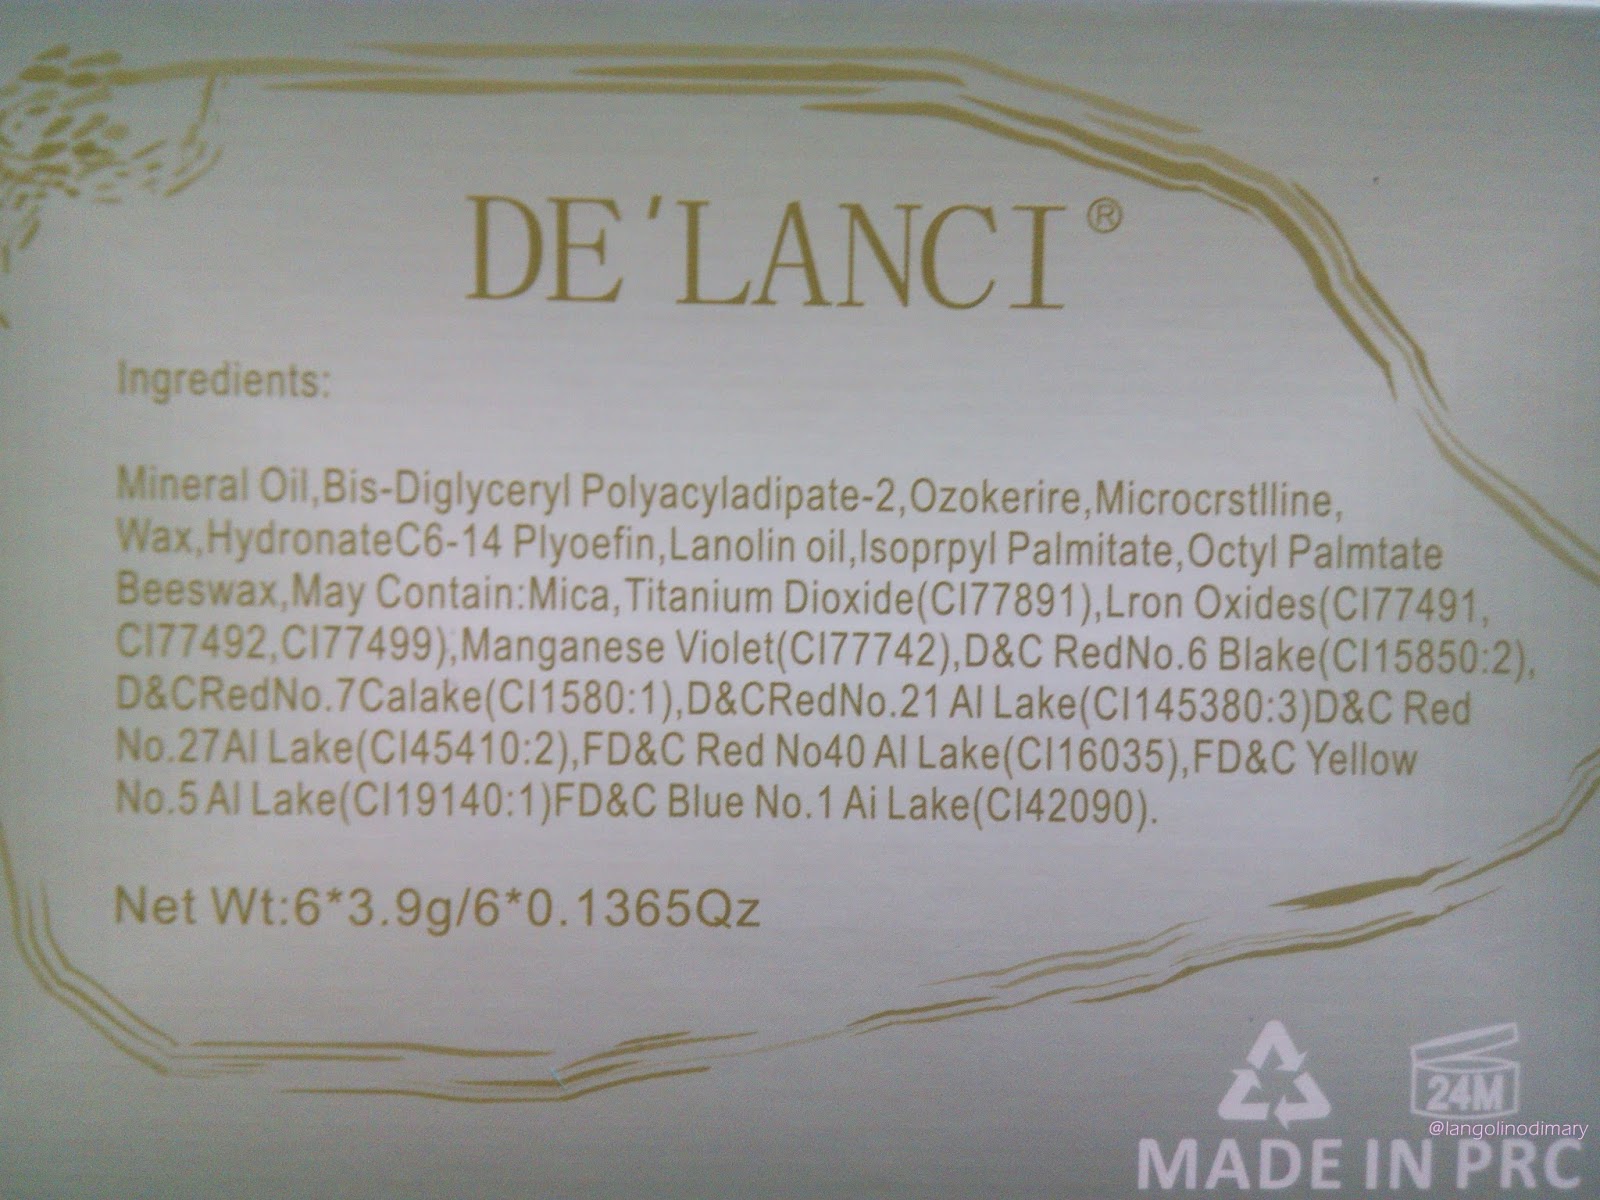 DE'LANCI®
Ingredients:
Mineral Oil,Bis-Diglyceryl Polyacyladipate-2,Ozokerire,Microcrstlline,
Wax,HydronateC6-14 Plyoefin,Lanolin oil,Isoprpyl Palmitate,Octyl Palmtate
Beeswax,May Contain:Mica,Titanium Dioxide(CI77891),Lron Oxides(CI77491,
CI77492,CI77499),Manganese Violet(CI77742),D&C RedNo.6 Blake(CI15850:2),
D&CRedNo.7Calake(CI1580:1),D&CRedNo.21 Al Lake(CI145380:3)D&C Red
No.27Al Lake(CI45410:2),FD&C Red No40 Al Lake(CI16035),FD&C Yellow
No.5 Al Lake(CI19140:1)FD&C Blue No.1 Ai Lake(CI42090).
Net Wt:6*3.9g/6*0.1365Qz
24M
@langolinodimary
MADE IN PRC